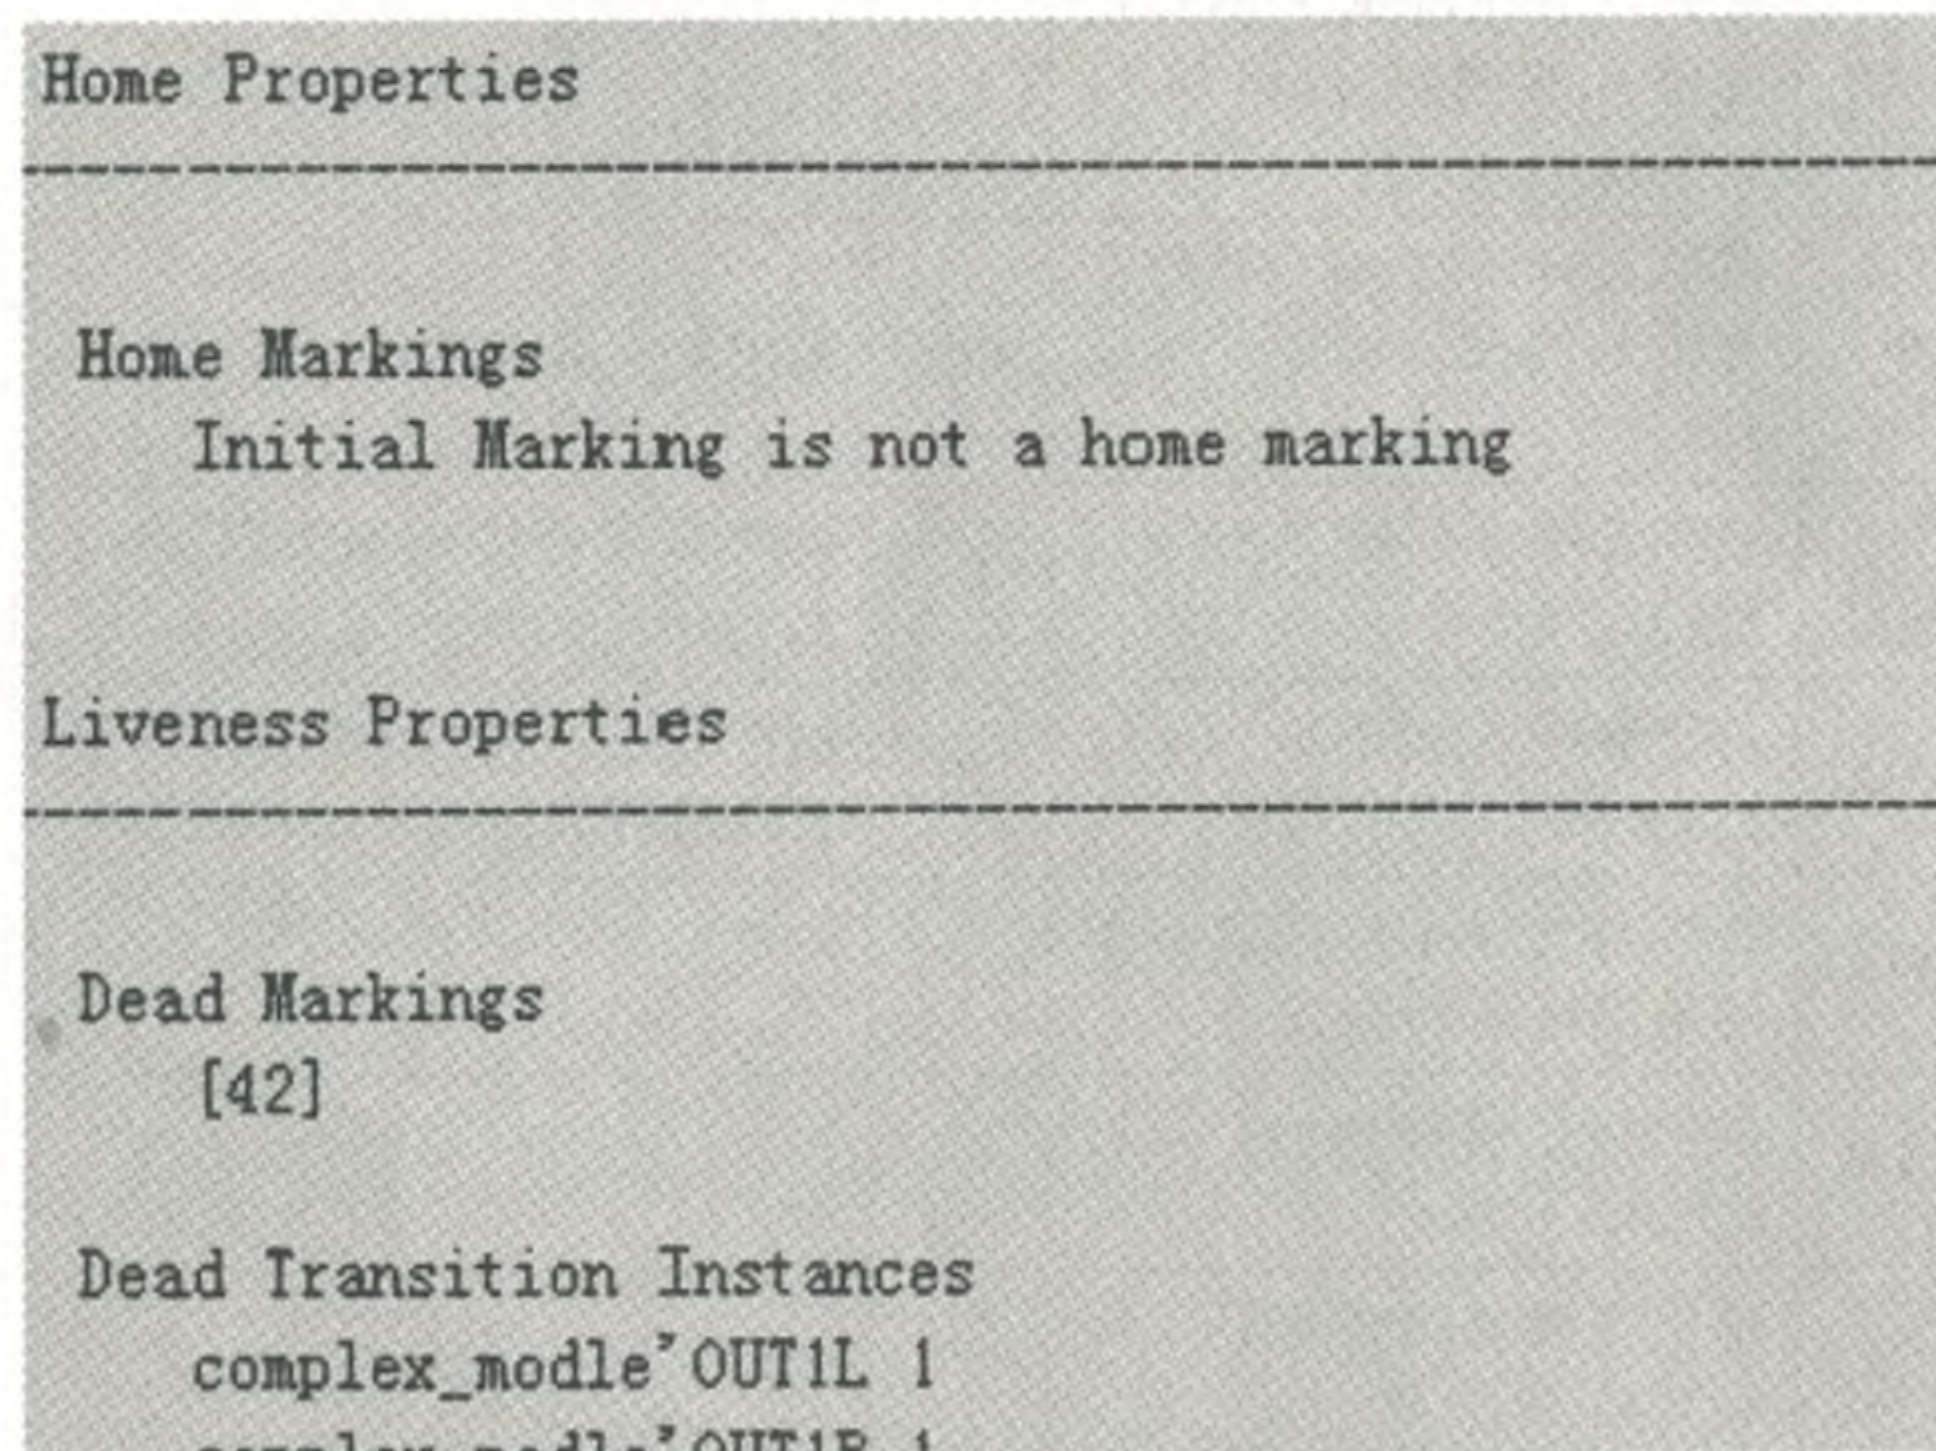 Home Properties
--------------------------------------------------------
Home Markings
Initial Marking is not a home marking
Liveness Properties
--------------------------------------------------------
Dead Markings
[42]
Dead Transition Instances
complex_modle'OUT1L 1